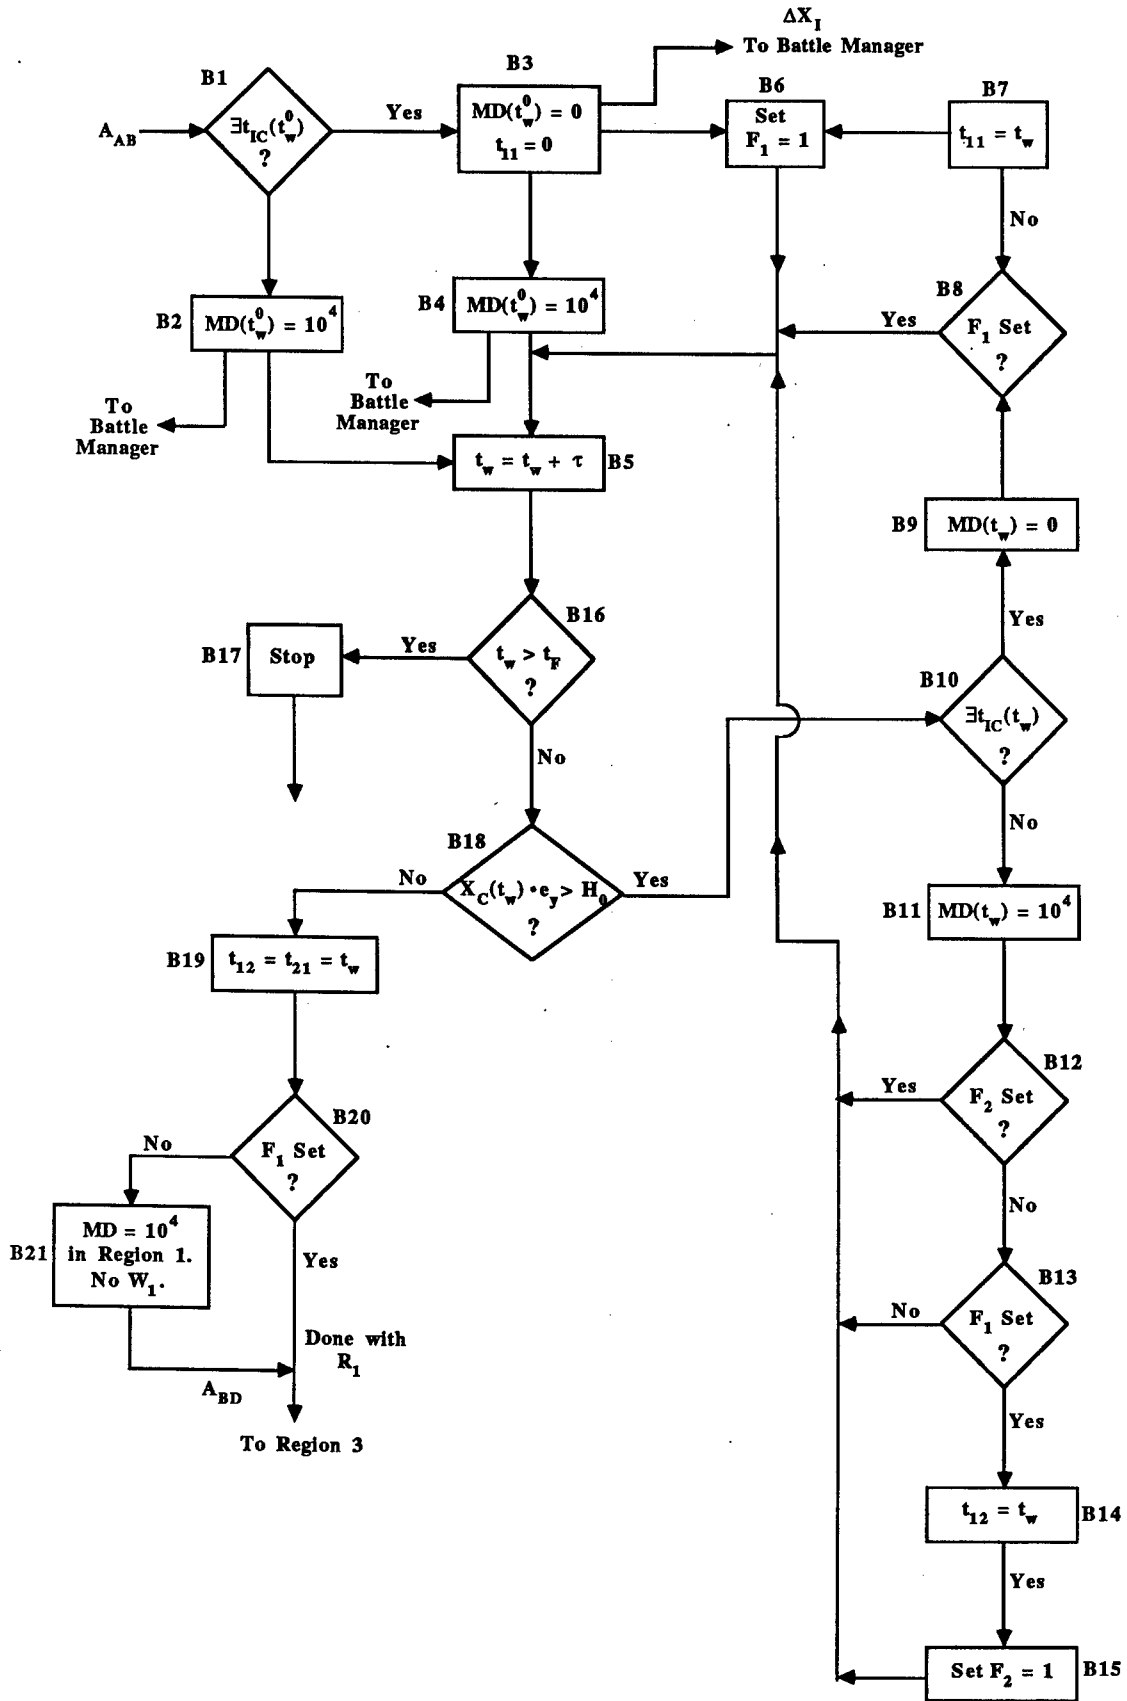 ΔX_I
To Battle Manager
B1
∃t_IC(t_w^0)
?
A_AB
Yes
B3
MD(t_w^0) = 0
t_11 = 0
B6
Set
F_1 = 1
B7
t_11 = t_w
No
B2
MD(t_w^0) = 10^4
To
Battle
Manager
B4
MD(t_w^0) = 10^4
To
Battle
Manager
B8
F_1 Set
?
Yes
t_w = t_w + τ
B5
B9
MD(t_w) = 0
Yes
B16
t_w > t_F
?
Yes
B17
Stop
No
B10
∃t_IC(t_w)
?
No
B18
X_C(t_w) • e_y > H_0
?
No
Yes
B11
MD(t_w) = 10^4
B19
t_12 = t_21 = t_w
B12
F_2 Set
?
Yes
No
B20
F_1 Set
?
No
Yes
B21
MD = 10^4
in Region 1.
No W_1.
Done with
R_1
A_BD
To Region 3
B13
F_1 Set
?
No
Yes
t_12 = t_w
B14
Yes
Set F_2 = 1
B15